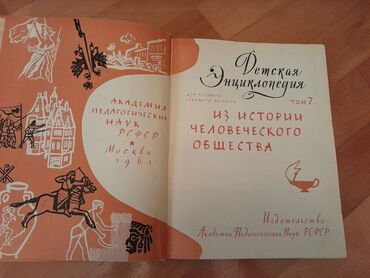 АКАДЕМИЯ
ПЕДАГОГИЧЕСКИХ
НАУК
РСФСР
Москва
1961
Детская
Энциклопедия
для среднего
и старшего возраста
ТОМ 7
ИЗ ИСТОРИИ
ЧЕЛОВЕЧЕСКОГО
ОБЩЕСТВА
Издательство
Академии Педагогических Наук РСФСР